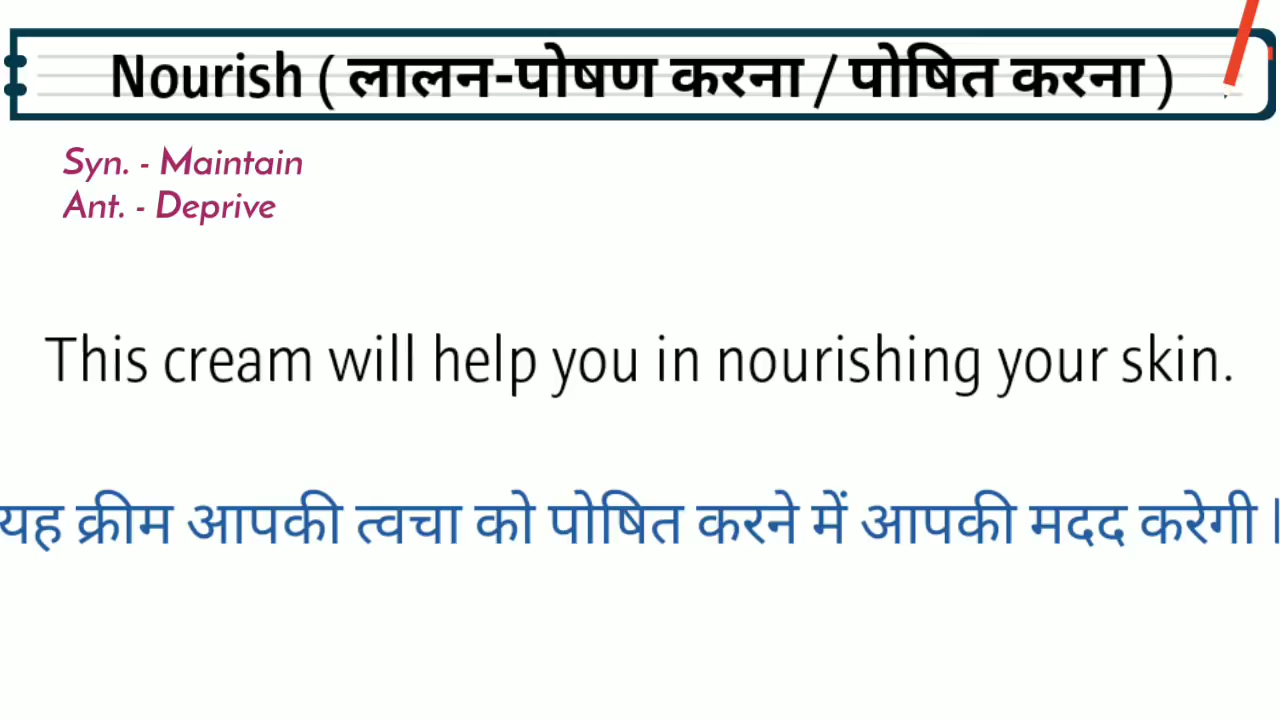 Nourish ( लालन-पोषण करना / पोषित करना )
Syn. - Maintain
Ant. - Deprive
This cream will help you in nourishing your skin.
यह क्रीम आपकी त्वचा को पोषित करने में आपकी मदद करेगी |